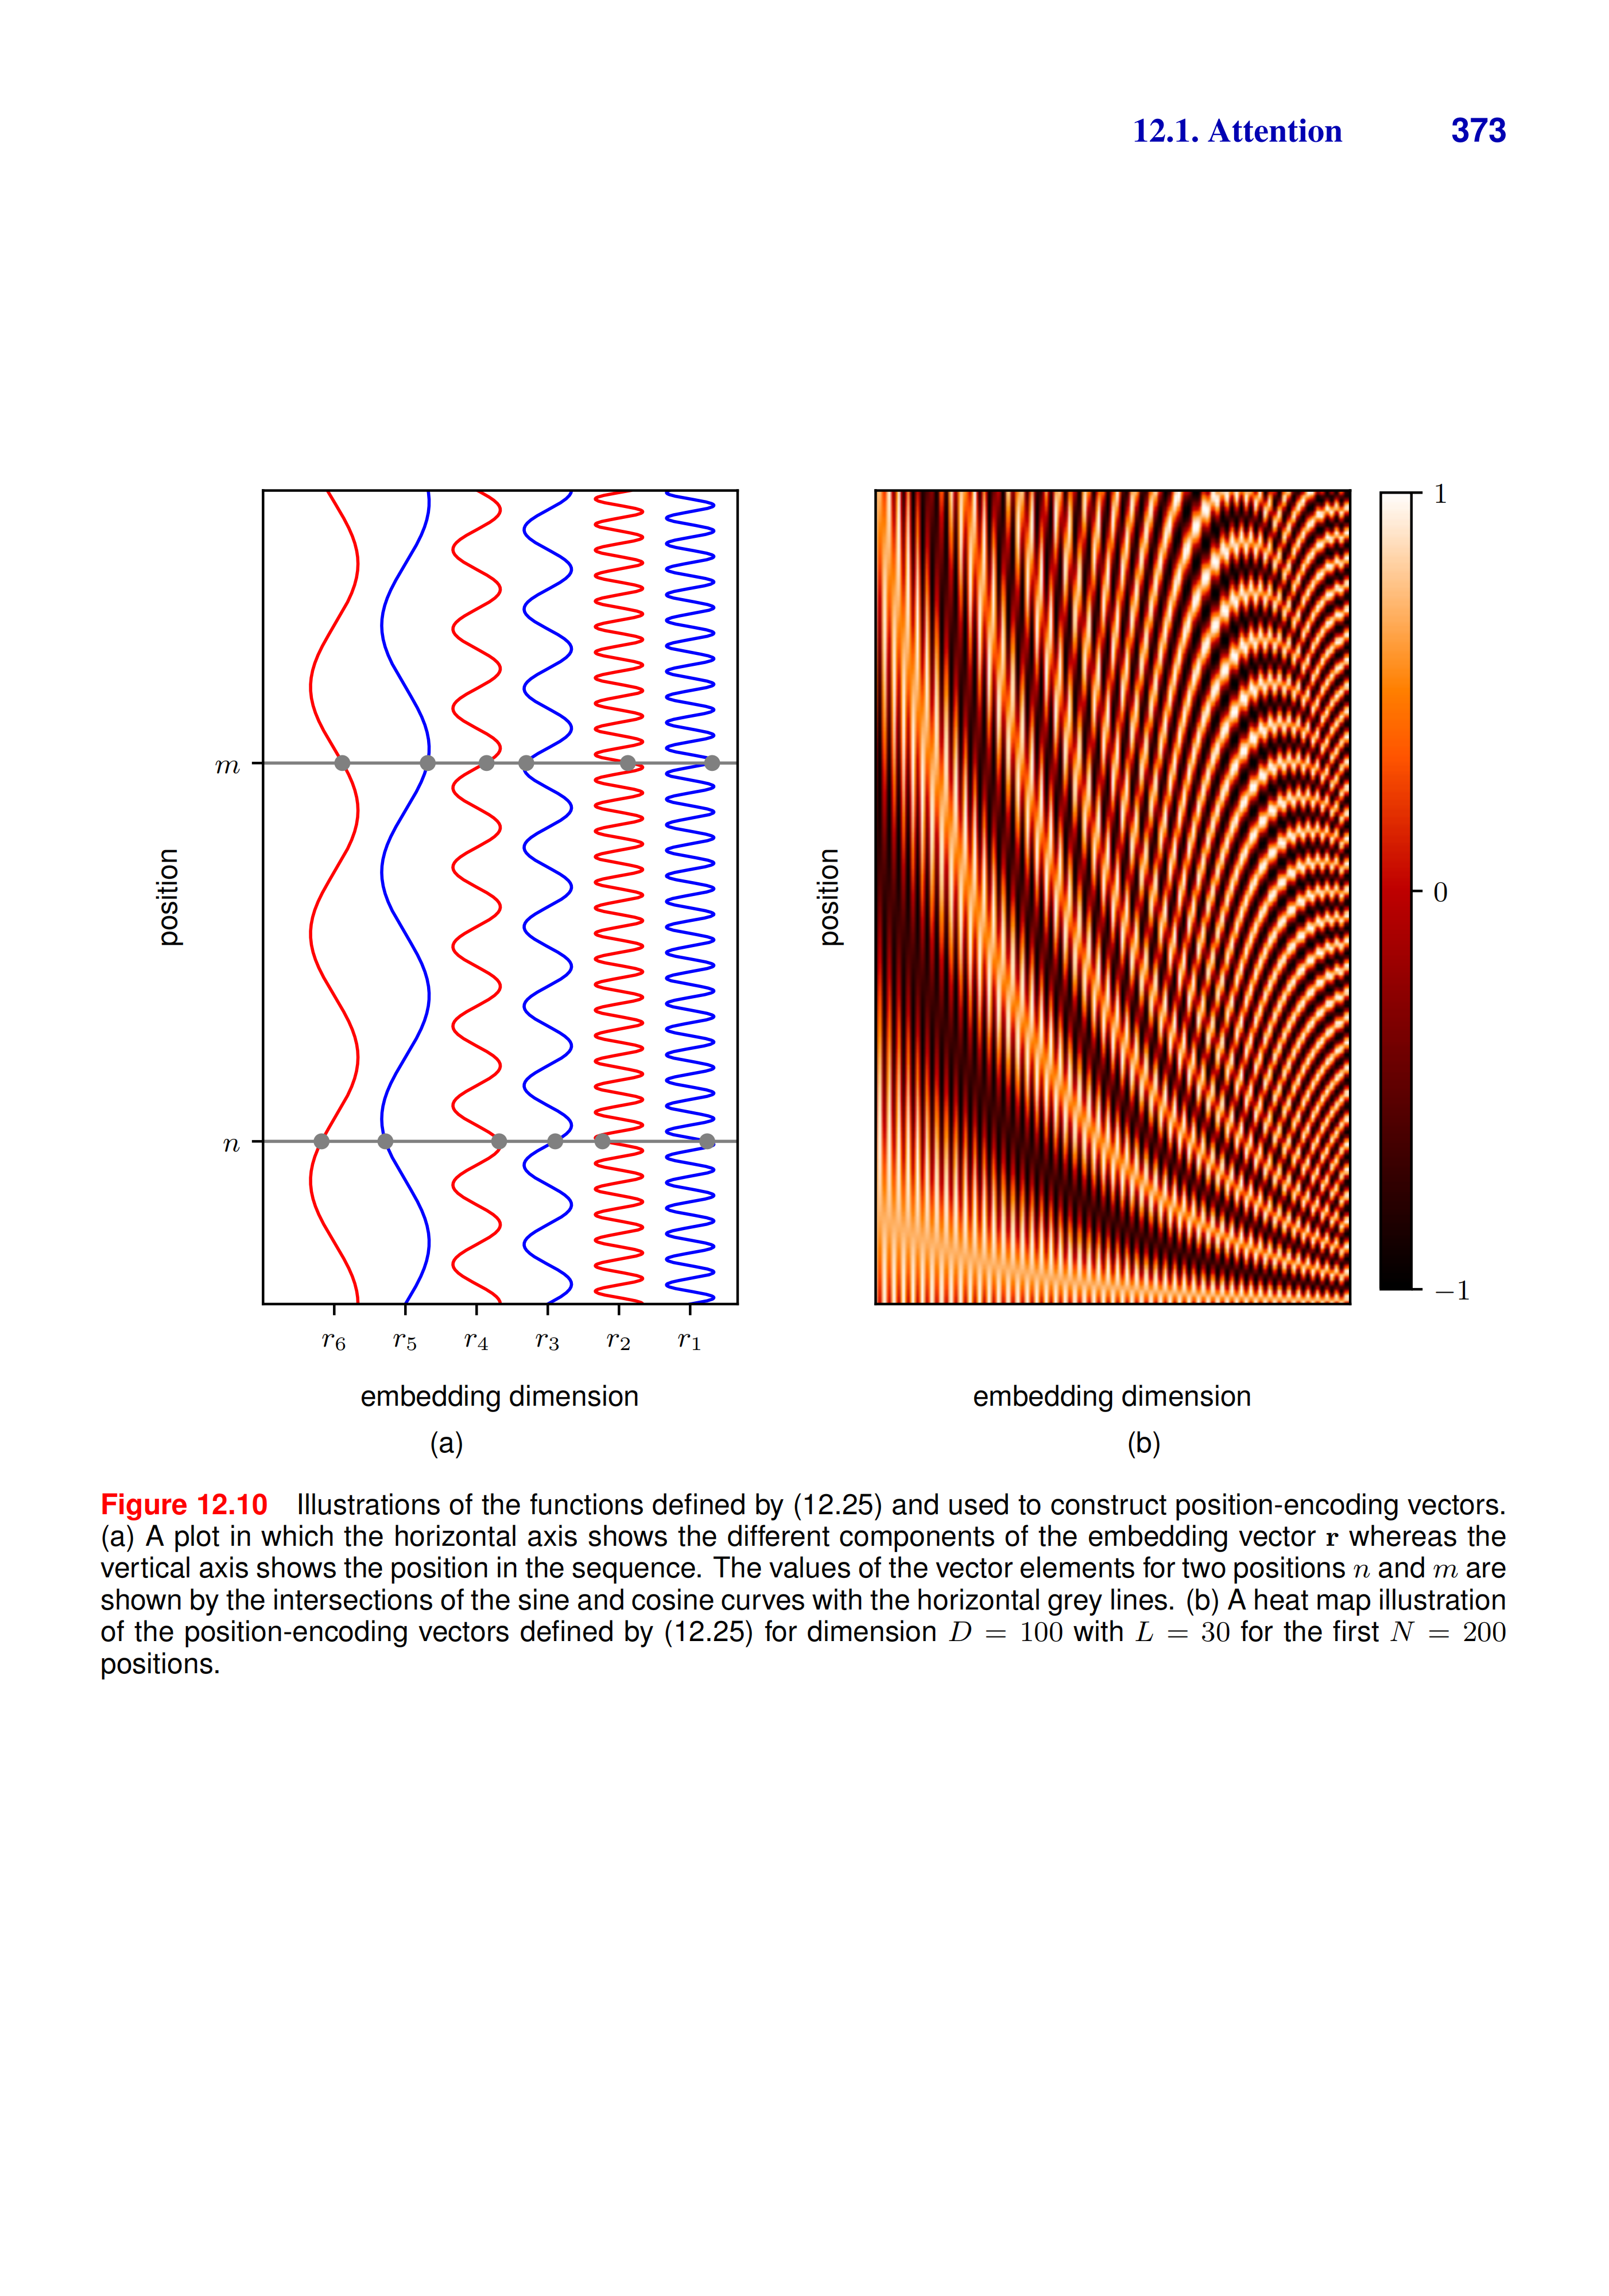 12.1. Attention 373
1
m
position
position
0
n
−1
r6 r5 r4 r3 r2 r1
embedding dimension embedding dimension
(a) (b)
Figure 12.10 Illustrations of the functions defined by (12.25) and used to construct position-encoding vectors.
(a) A plot in which the horizontal axis shows the different components of the embedding vector r whereas the
vertical axis shows the position in the sequence. The values of the vector elements for two positions n and m are
shown by the intersections of the sine and cosine curves with the horizontal grey lines. (b) A heat map illustration
of the position-encoding vectors defined by (12.25) for dimension D = 100 with L = 30 for the first N = 200
positions.